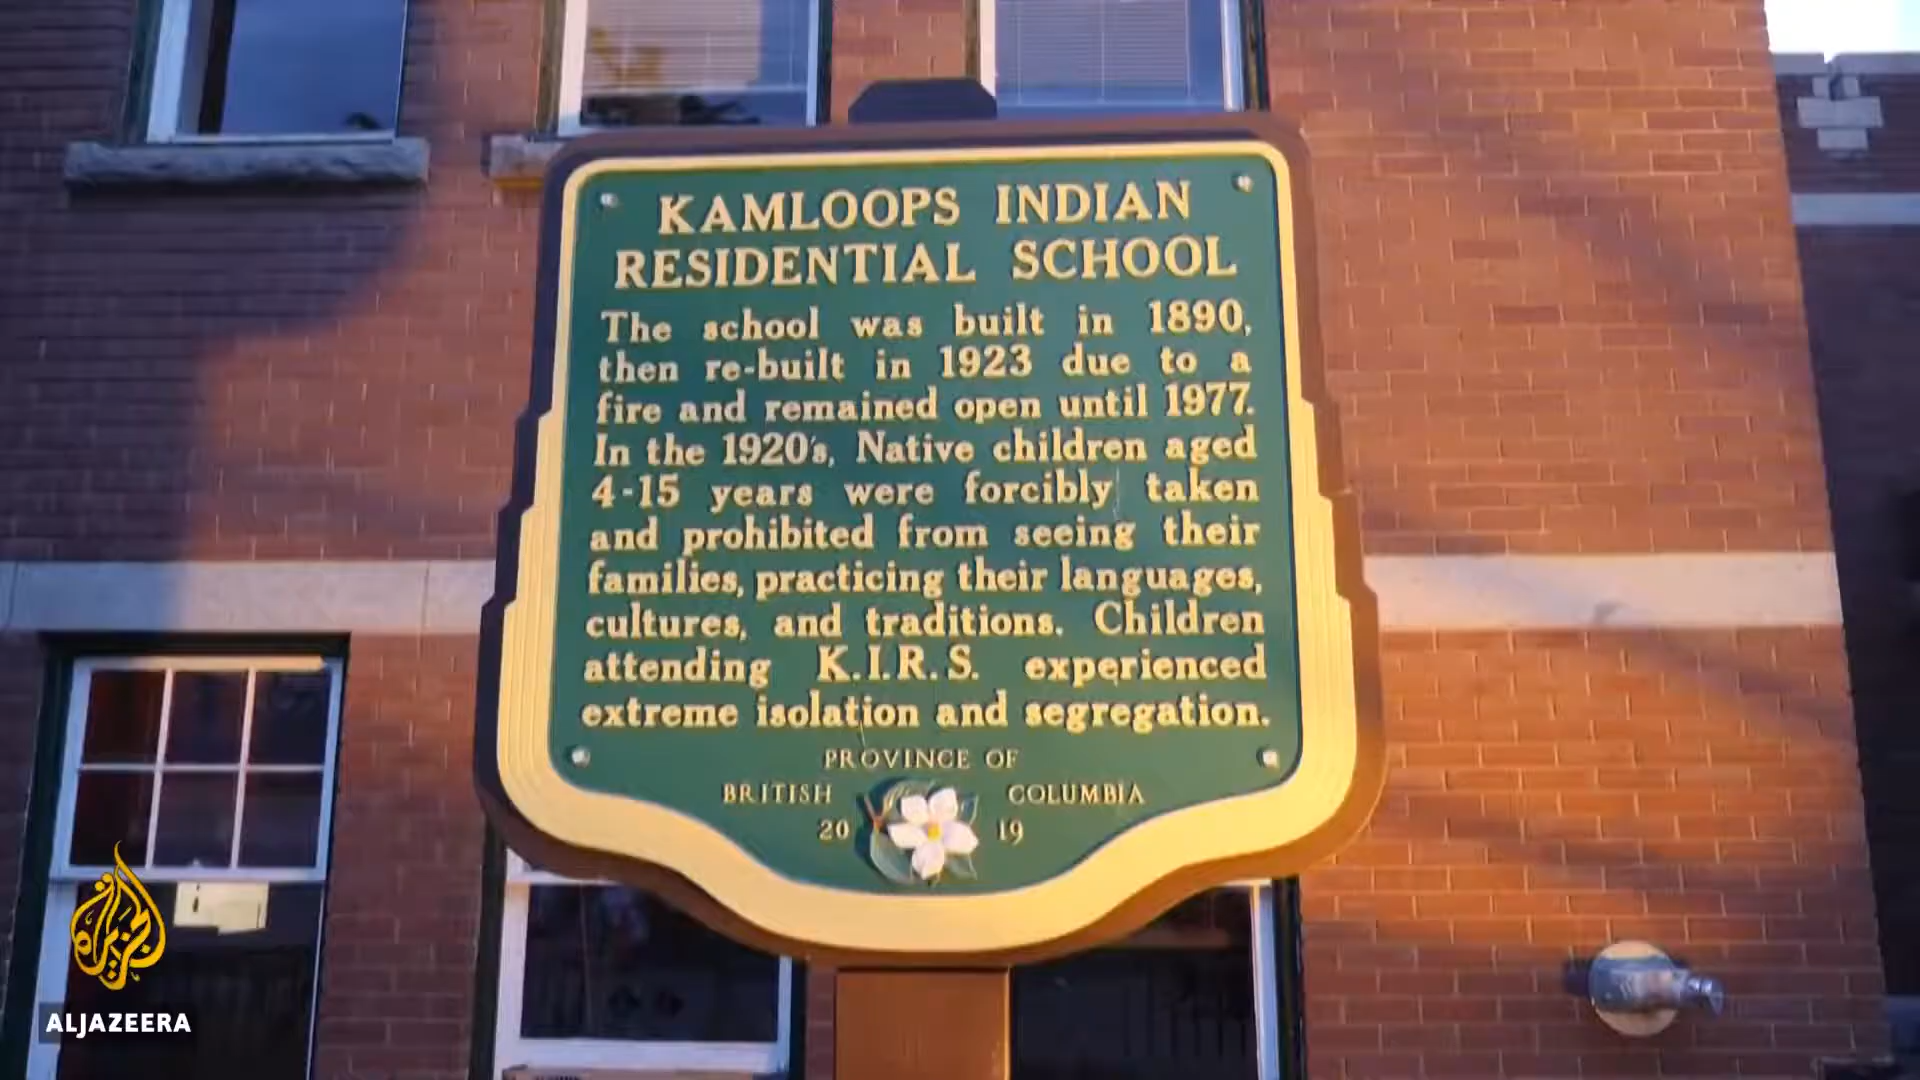 KAMLOOPS INDIAN
RESIDENTIAL SCHOOL
The school was built in 1890,
then re-built in 1923 due to a
fire and remained open until 1977.
In the 1920's, Native children aged
4-15 years were forcibly taken
and prohibited from seeing their
families, practicing their languages,
cultures, and traditions. Children
attending K.I.R.S. experienced
extreme isolation and segregation.
PROVINCE OF
BRITISH COLUMBIA
20 19
الجزيرة
ALJAZEERA